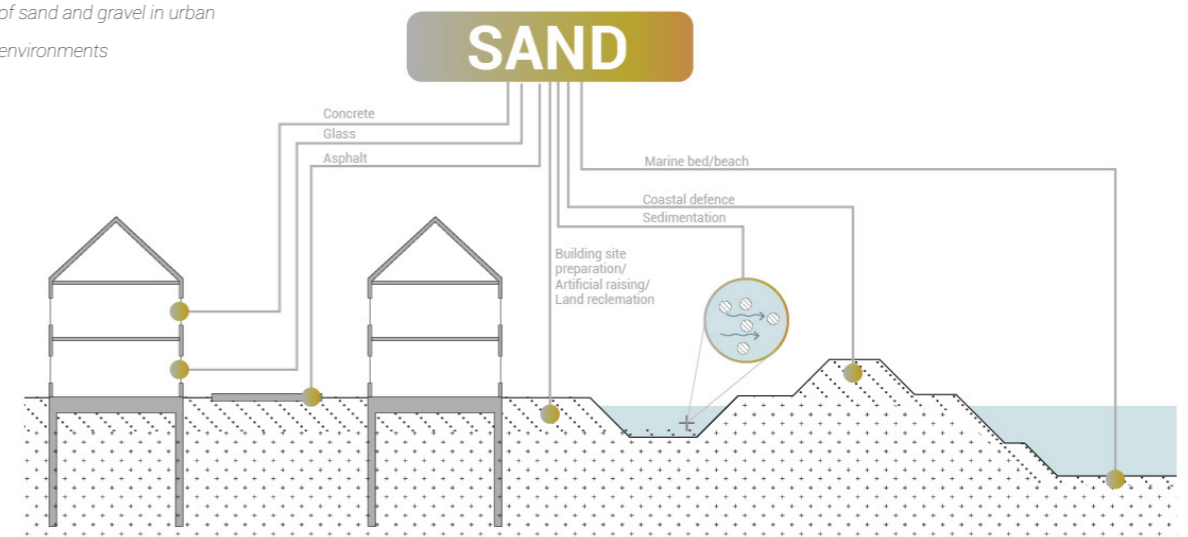 of sand and gravel in urban
environments
SAND
Concrete
Glass
Asphalt
Marine bed/beach
Coastal defence
Sedimentation
Building site
preparation/
Artificial raising/
Land reclemation